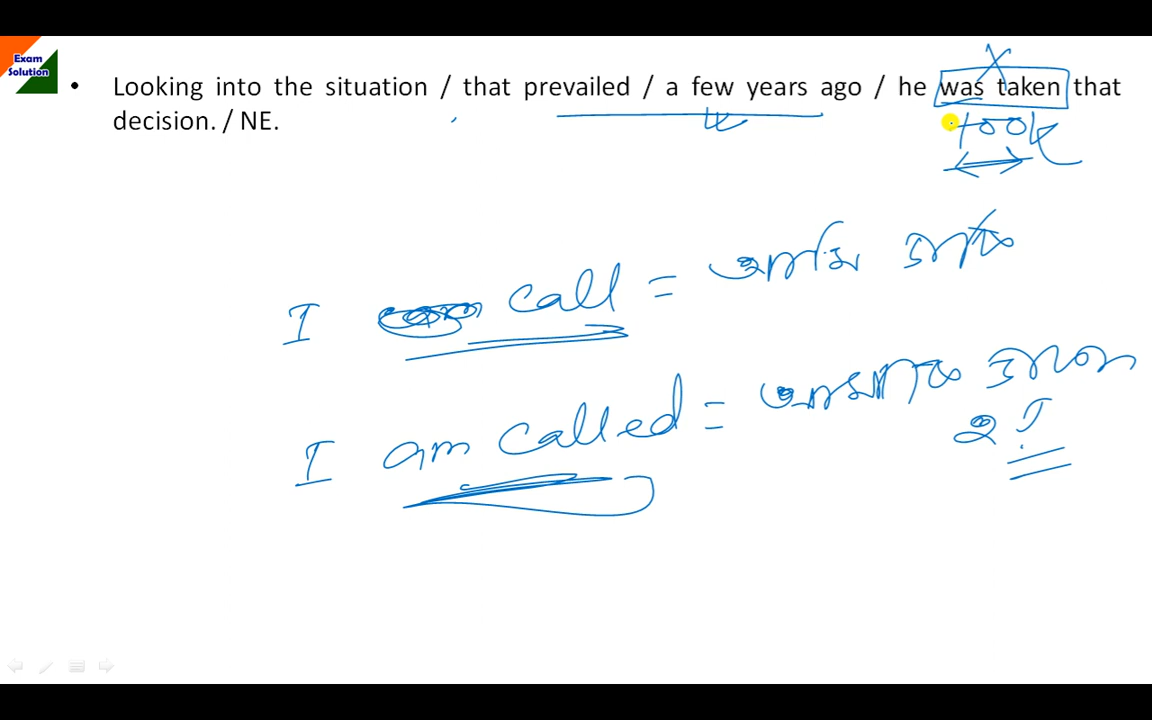 Exam
Solution
• Looking into the situation / that prevailed / a few years ago / he was taken that
decision. / NE.
took
I call = আমি ডাকি
I am called = আমাকে ডাকা